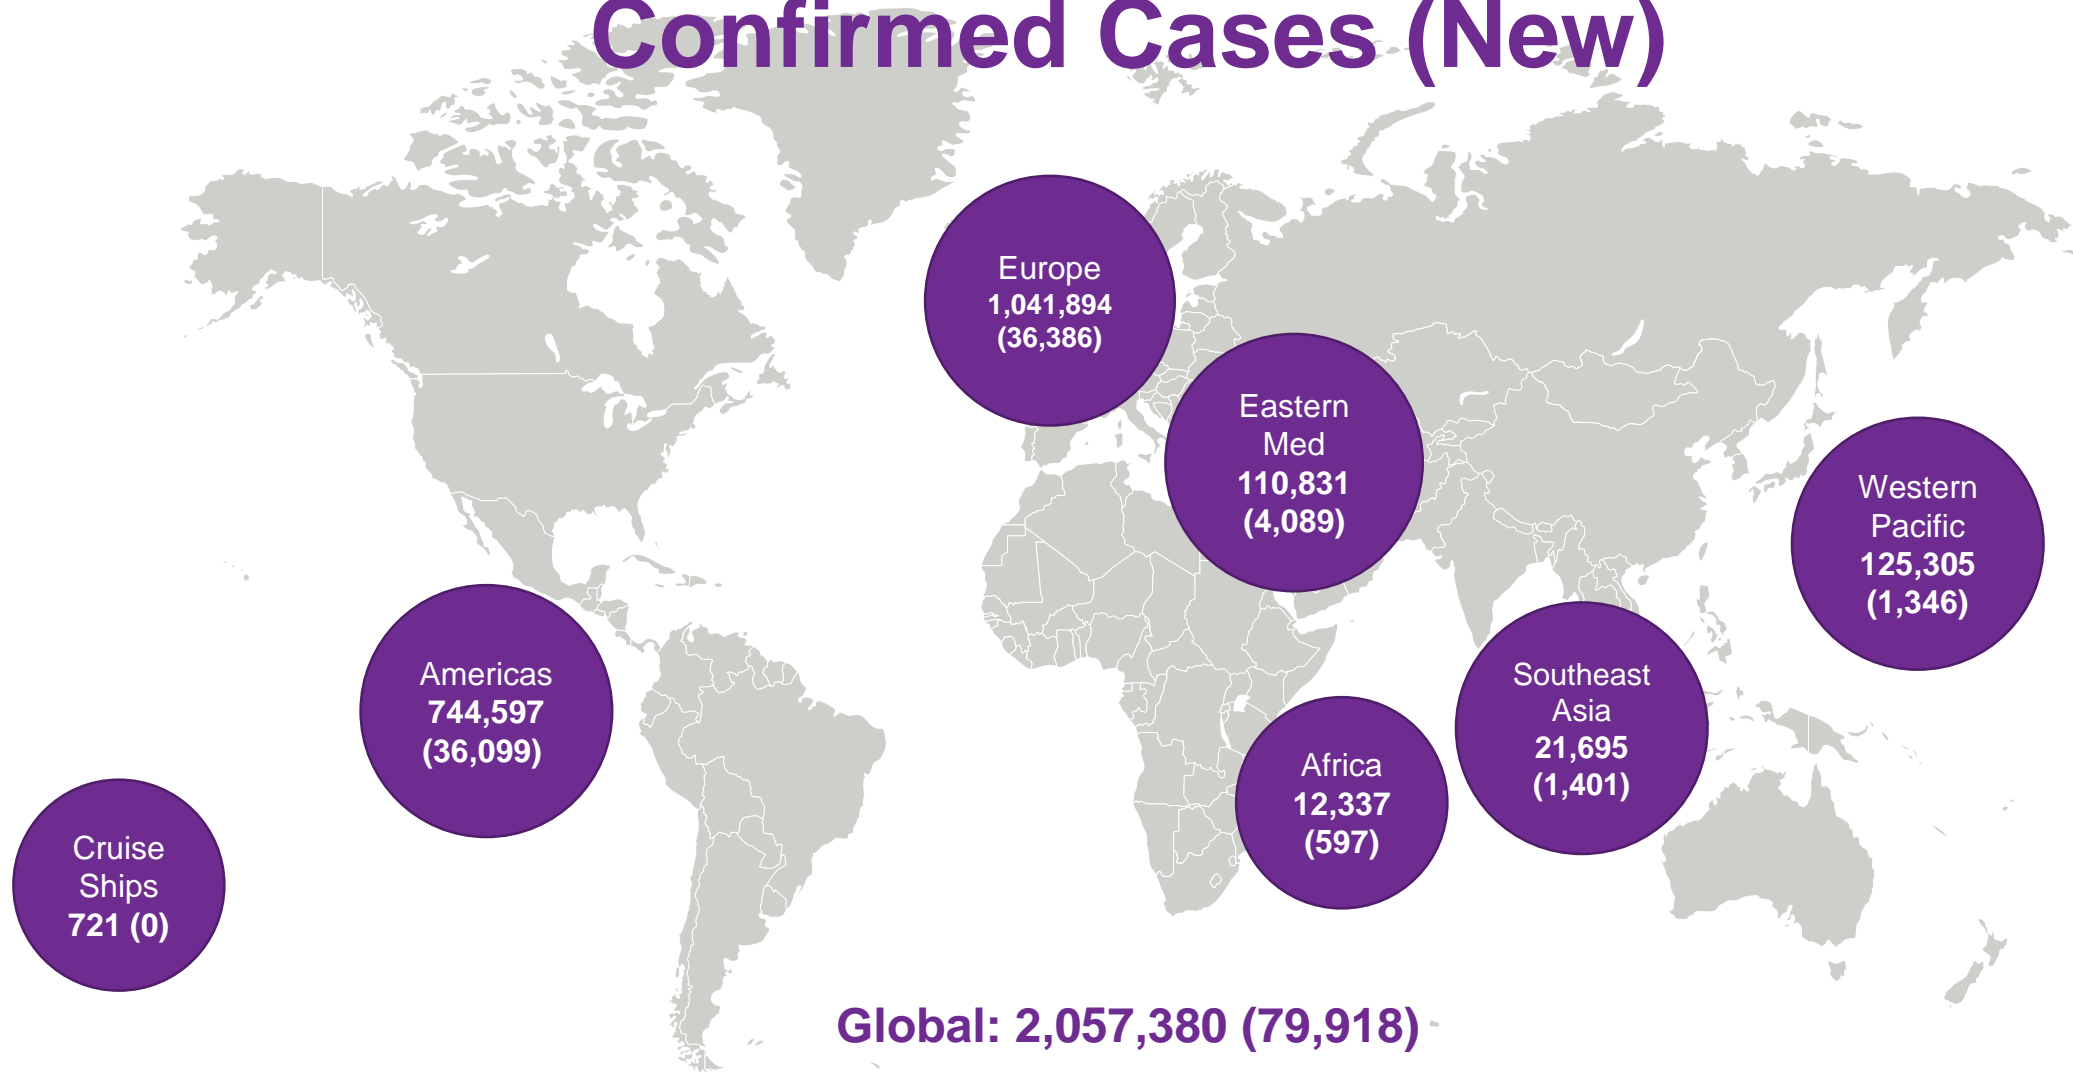 Confirmed Cases (New)
Europe
1,041,894
(36,386)
Eastern
Med
110,831
(4,089)
Western
Pacific
125,305
(1,346)
Americas
744,597
(36,099)
Southeast
Asia
21,695
(1,401)
Africa
12,337
(597)
Cruise
Ships
721 (0)
Global: 2,057,380 (79,918)